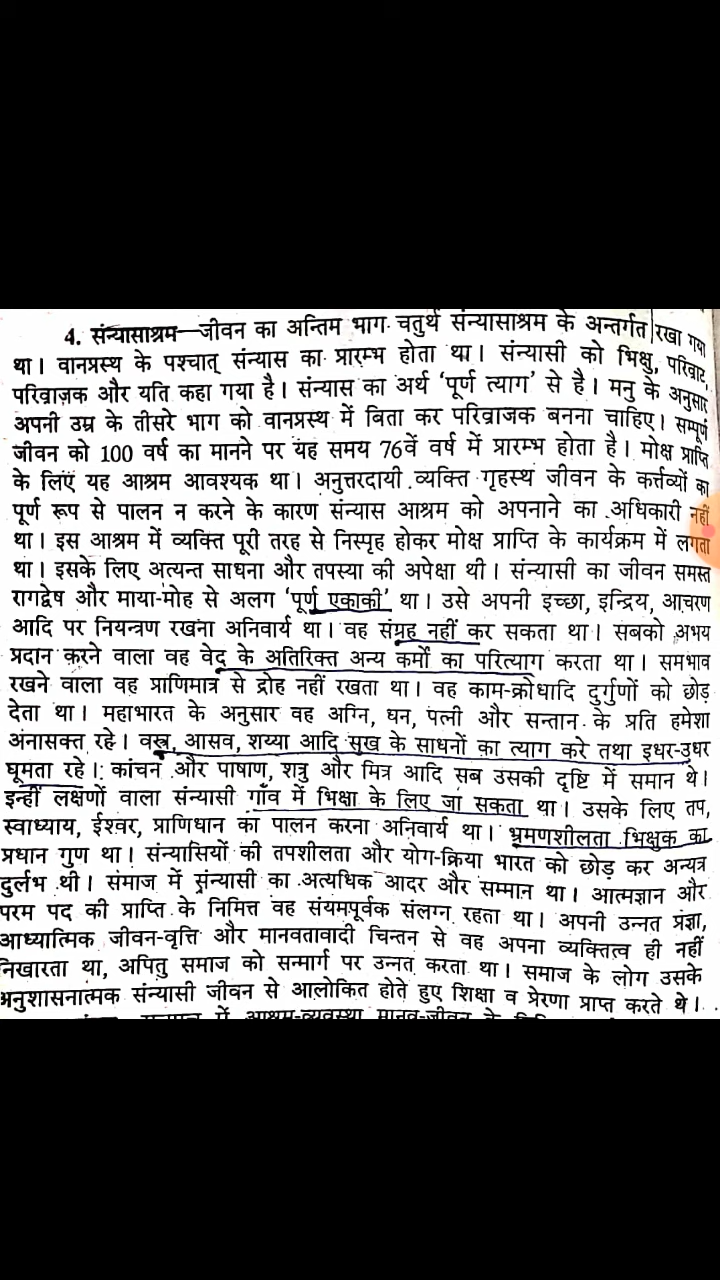 4. संन्यासाश्रम—जीवन का अन्तिम भाग चतुर्थ संन्यासाश्रम के अन्तर्गत रखा गया
था। वानप्रस्थ के पश्चात् संन्यास का प्रारम्भ होता था। संन्यासी को भिक्षु, परिवाट,
परिव्राजक और यति कहा गया है। संन्यास का अर्थ ‘पूर्ण त्याग’ से है। मनु के अनुसार
अपनी उम्र के तीसरे भाग को वानप्रस्थ में बिता कर परिव्राजक बनना चाहिए। सम्पूर्ण
जीवन को 100 वर्ष का मानने पर यह समय 76वें वर्ष में प्रारम्भ होता है। मोक्ष प्राप्ति
के लिए यह आश्रम आवश्यक था। अनुत्तरदायी व्यक्ति गृहस्थ जीवन के कर्त्तव्यों का
पूर्ण रूप से पालन न करने के कारण संन्यास आश्रम को अपनाने का अधिकारी नहीं
था। इस आश्रम में व्यक्ति पूरी तरह से निस्पृह होकर मोक्ष प्राप्ति के कार्यक्रम में लगता
था। इसके लिए अत्यन्त साधना और तपस्या की अपेक्षा थी। संन्यासी का जीवन समस्त
रागद्वेष और माया-मोह से अलग ‘पूर्ण एकाकी’ था। उसे अपनी इच्छा, इन्द्रिय, आचरण
आदि पर नियन्त्रण रखना अनिवार्य था। वह संग्रह नहीं कर सकता था। सबको अभय
प्रदान करने वाला वह वेद के अतिरिक्त अन्य कर्मों का परित्याग करता था। समभाव
रखने वाला वह प्राणिमात्र से द्रोह नहीं रखता था। वह काम-क्रोधादि दुर्गुणों को छोड़
देता था। महाभारत के अनुसार वह अग्नि, धन, पत्नी और सन्तान के प्रति हमेशा
अनासक्त रहे। वस्त्र, आसव, शय्या आदि सुख के साधनों का त्याग करे तथा इधर-उधर
घूमता रहे। कांचन और पाषाण, शत्रु और मित्र आदि सब उसकी दृष्टि में समान थे।
इन्हीं लक्षणों वाला संन्यासी गाँव में भिक्षा के लिए जा सकता था। उसके लिए तप,
स्वाध्याय, ईश्वर, प्राणिधान का पालन करना अनिवार्य था। भ्रमणशीलता भिक्षुक का
प्रधान गुण था। संन्यासियों की तपशीलता और योग-क्रिया भारत को छोड़ कर अन्यत्र
दुर्लभ थी। समाज में संन्यासी का अत्यधिक आदर और सम्मान था। आत्मज्ञान और
परम पद की प्राप्ति के निमित्त वह संयमपूर्वक संलग्न रहता था। अपनी उन्नत प्रज्ञा,
आध्यात्मिक जीवन-वृत्ति और मानवतावादी चिन्तन से वह अपना व्यक्तित्व ही नहीं
निखारता था, अपितु समाज को सन्मार्ग पर उन्नत करता था। समाज के लोग उसके
अनुशासनात्मक संन्यासी जीवन से आलोकित होते हुए शिक्षा व प्रेरणा प्राप्त करते थे।
में आश्रम-व्यवस्था मानव-जीवन के